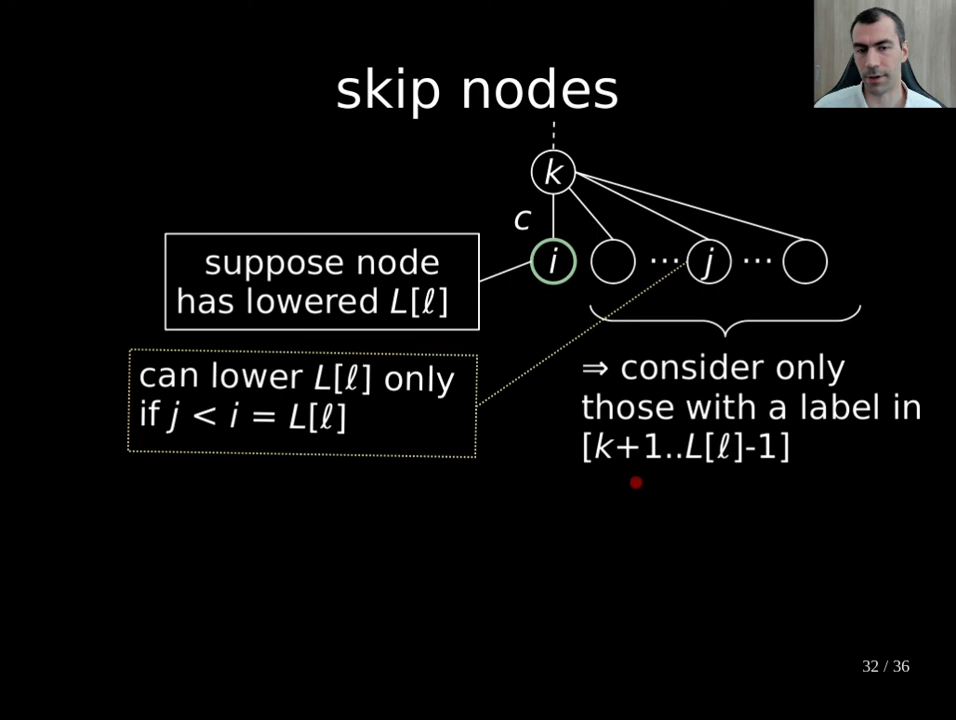 skip nodes
k
c
i
... j ...
suppose node
has lowered L[ℓ]
can lower L[ℓ] only
if j < i = L[ℓ]
⇒ consider only
those with a label in
[k+1..L[ℓ]-1]
32 / 36